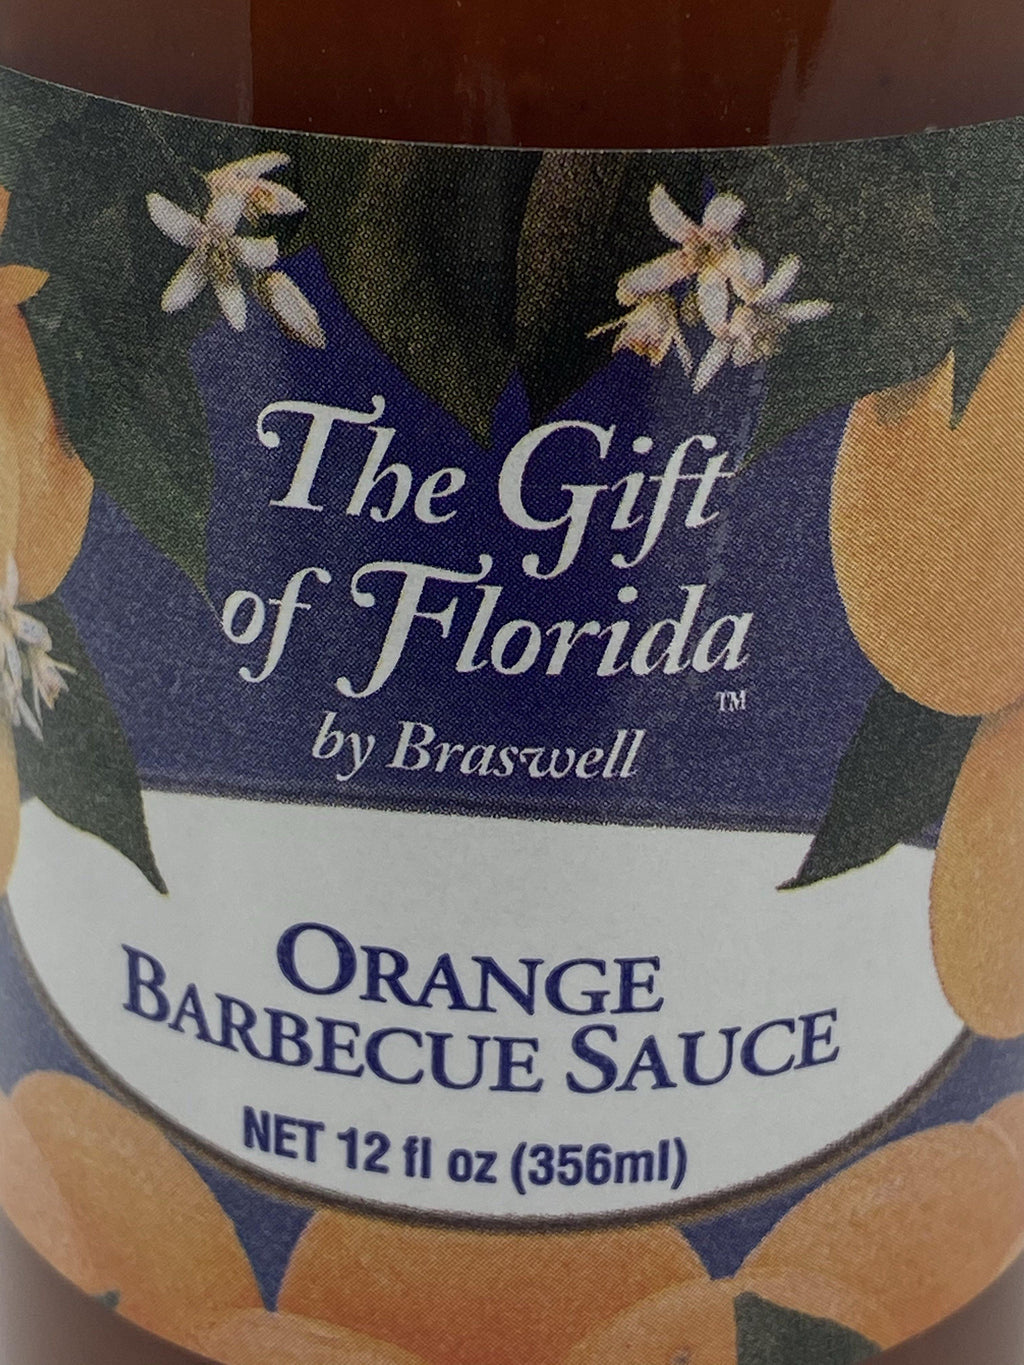 The Gift
of Florida
TM
by Braswell
ORANGE
BARBECUE SAUCE
NET 12 fl oz (356ml)